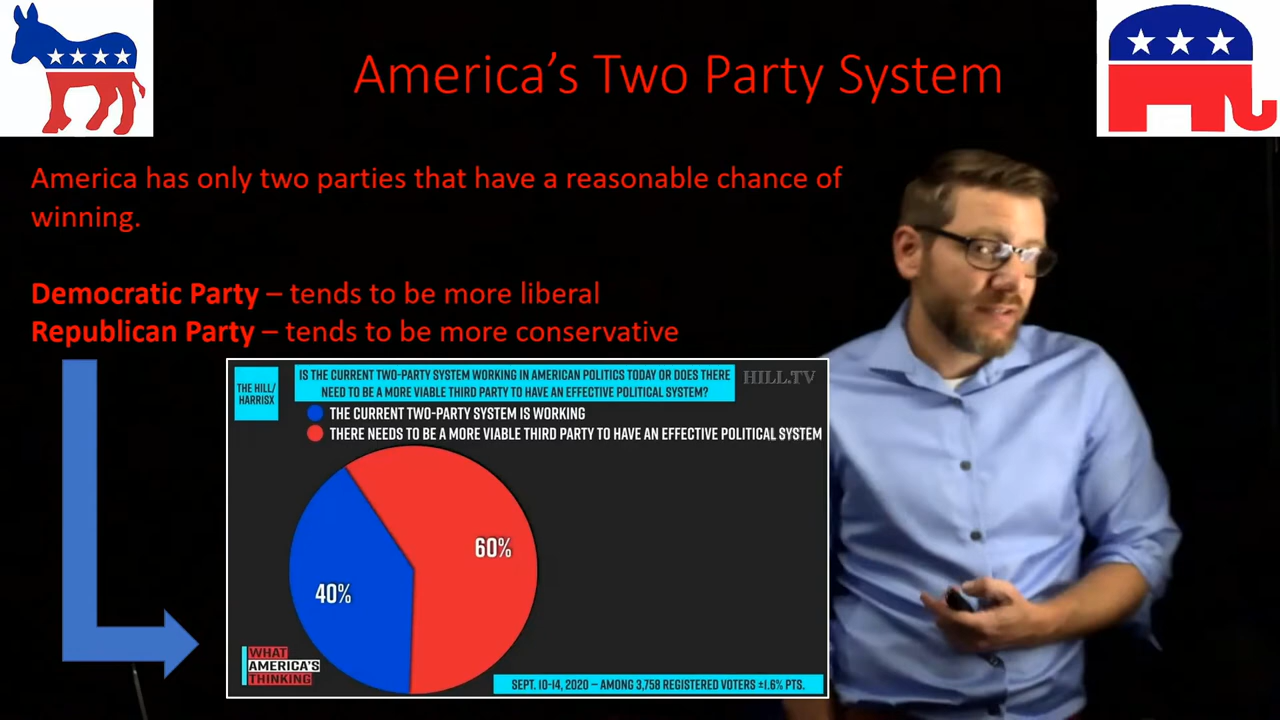 America's Two Party System
America has only two parties that have a reasonable chance of
winning.
Democratic Party – tends to be more liberal
Republican Party – tends to be more conservative
THE HILL/
HARRISX
IS THE CURRENT TWO-PARTY SYSTEM WORKING IN AMERICAN POLITICS TODAY OR DOES THERE
NEED TO BE A MORE VIABLE THIRD PARTY TO HAVE AN EFFECTIVE POLITICAL SYSTEM?
HILL.TV
THE CURRENT TWO-PARTY SYSTEM IS WORKING
THERE NEEDS TO BE A MORE VIABLE THIRD PARTY TO HAVE AN EFFECTIVE POLITICAL SYSTEM
60%
40%
WHAT
AMERICA'S
THINKING
SEPT. 10-14, 2020 – AMONG 3,758 REGISTERED VOTERS ±1.6% PTS.